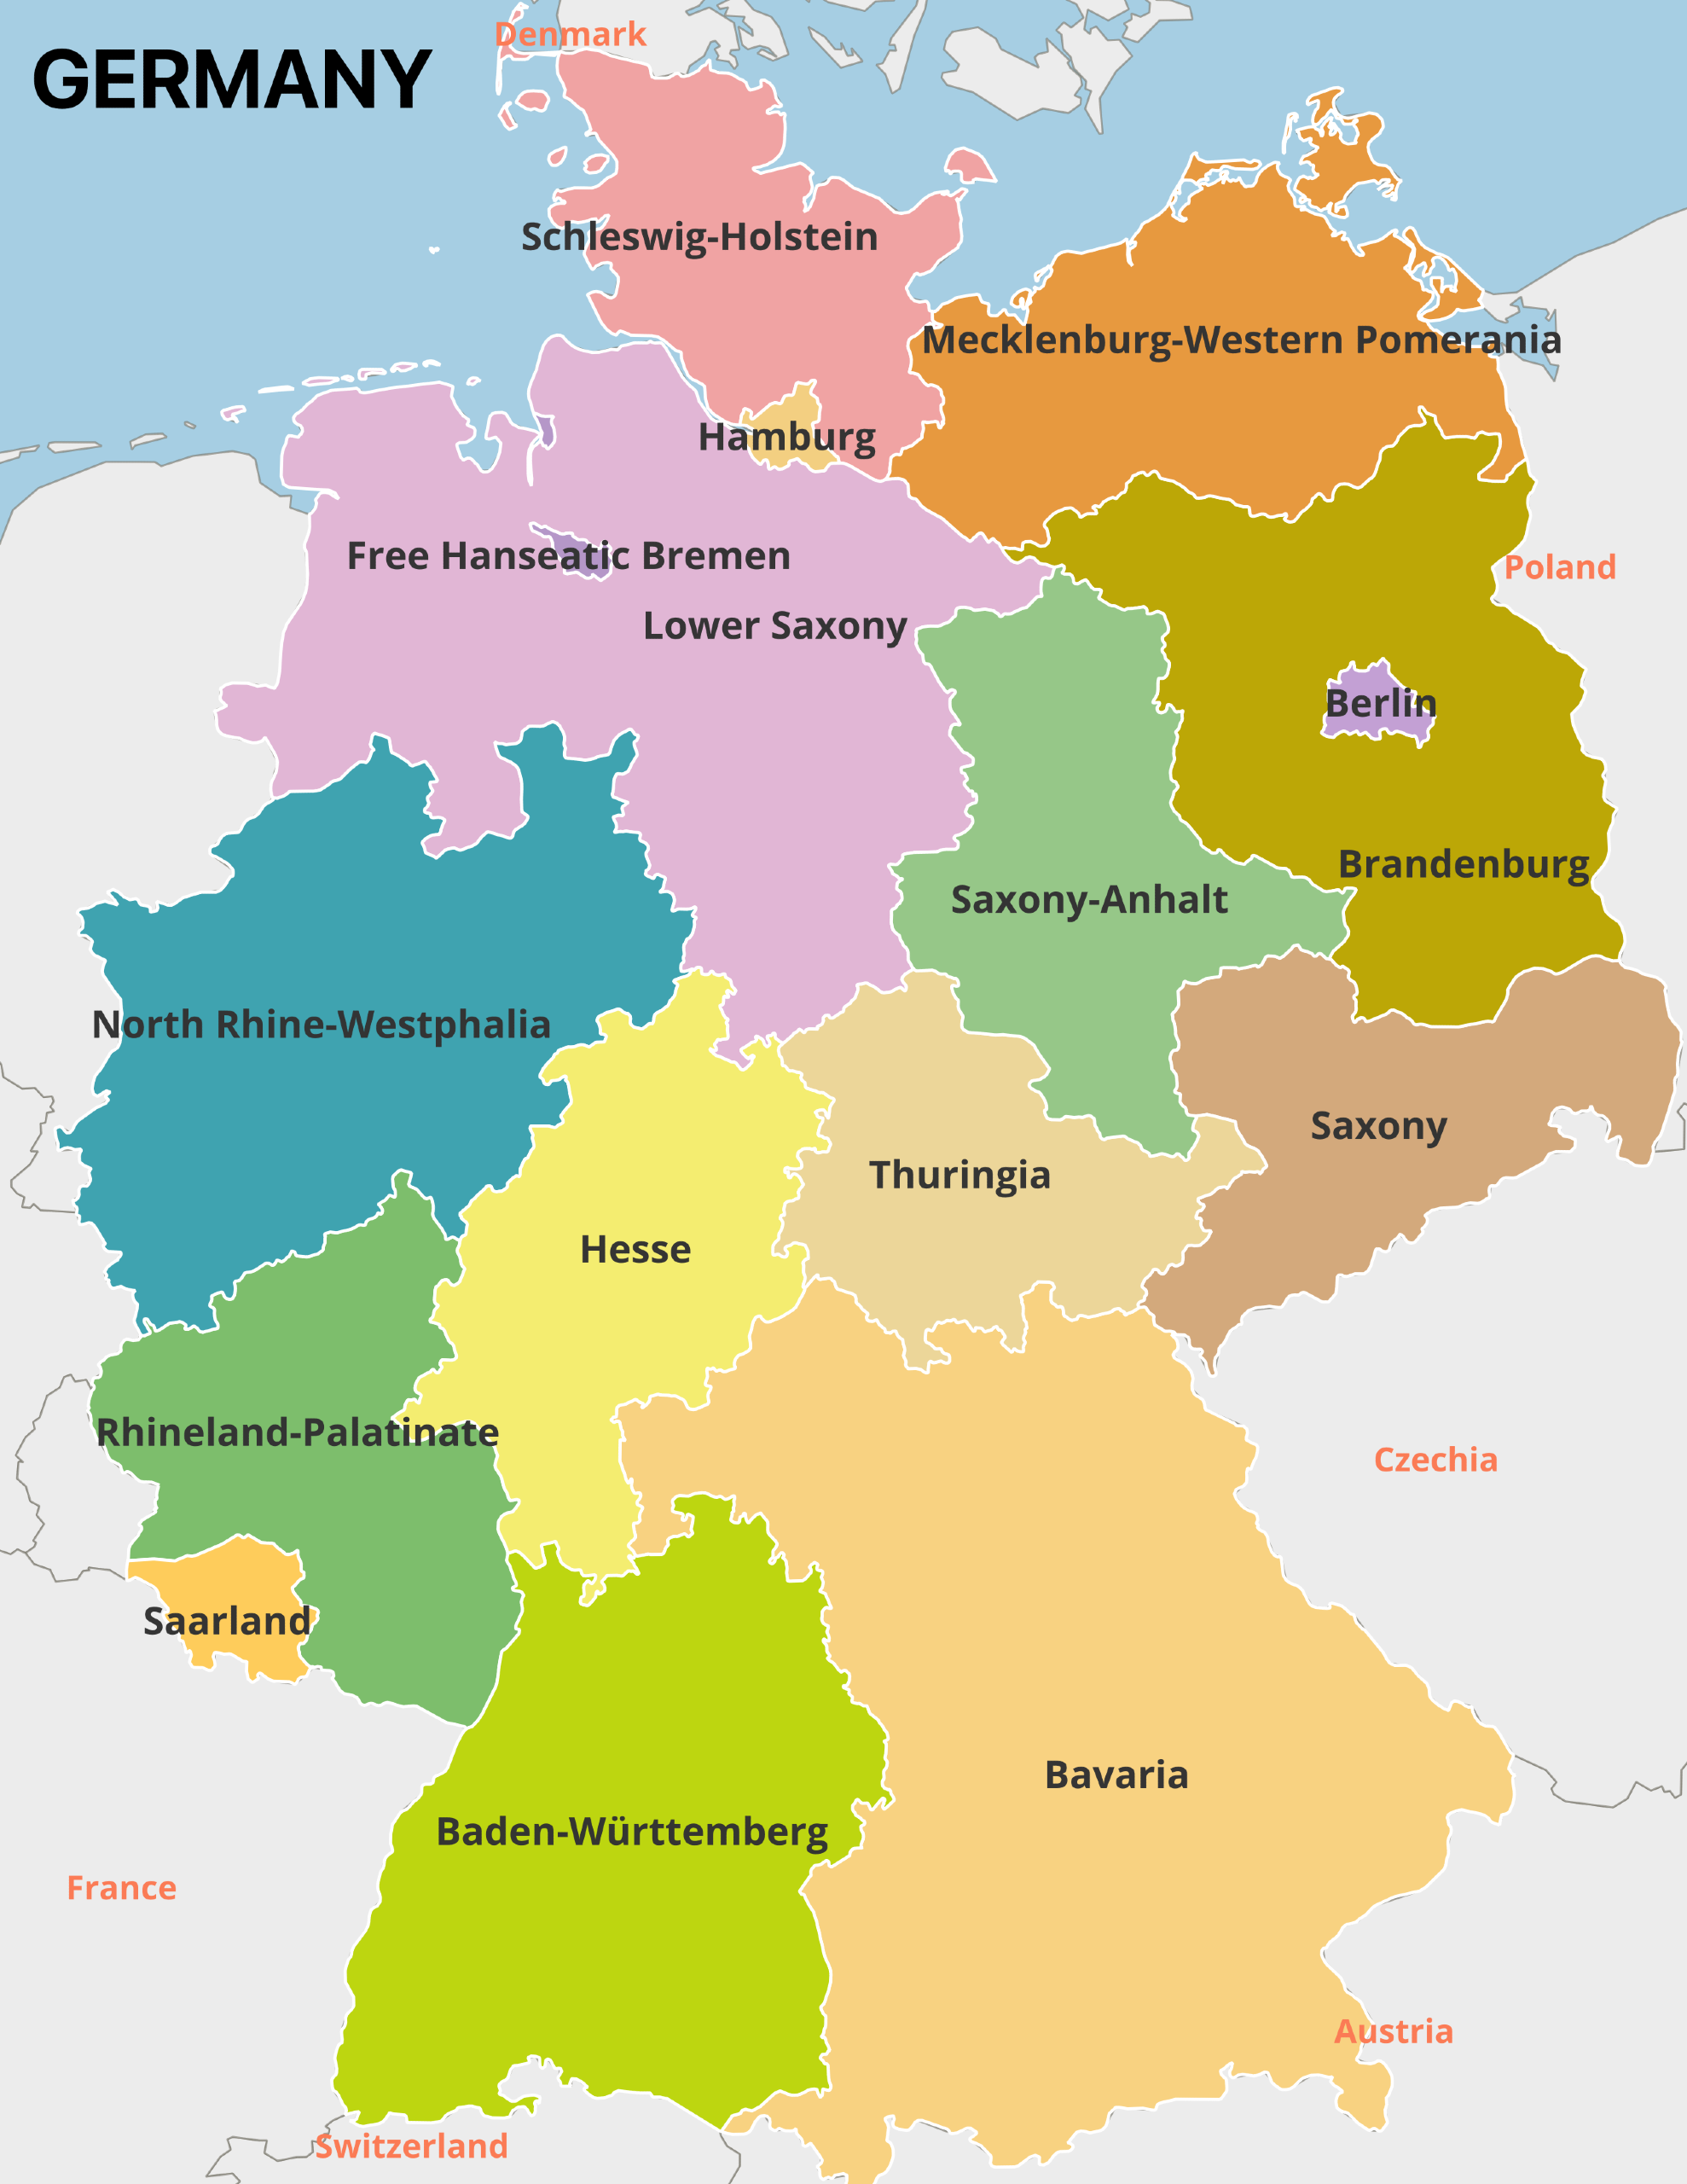 Denmark
GERMANY
Schleswig-Holstein
Mecklenburg-Western Pomerania
Hamburg
Free Hanseatic Bremen
Poland
Lower Saxony
Berlin
Brandenburg
Saxony-Anhalt
North Rhine-Westphalia
Saxony
Thuringia
Hesse
Rhineland-Palatinate
Czechia
Saarland
Bavaria
Baden-Württemberg
France
Austria
Switzerland